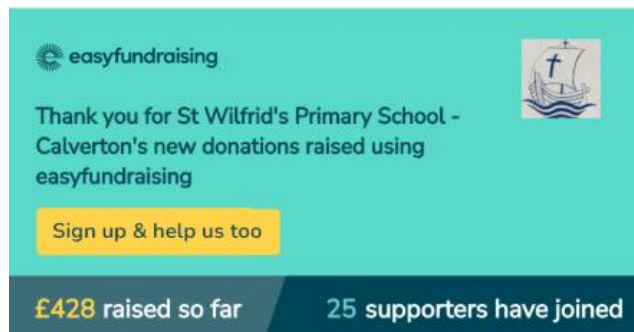 easyfundraising
Thank you for St Wilfrid's Primary School -
Calverton's new donations raised using
easyfundraising
Sign up & help us too
£428 raised so far
25 supporters have joined